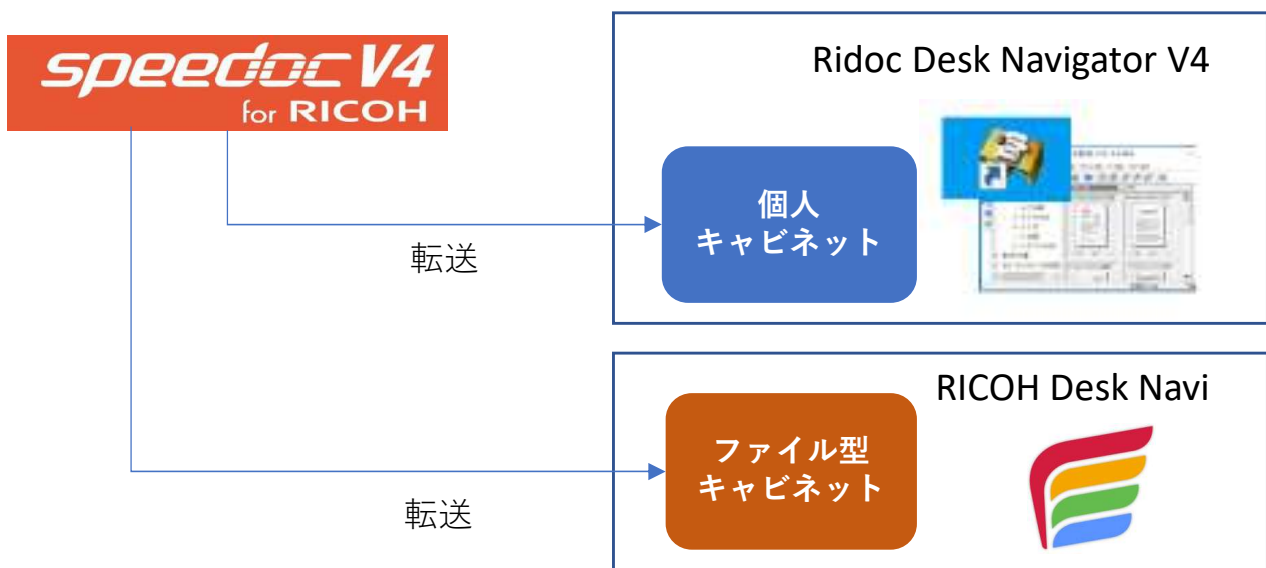 speedoc V4
for RICOH
Ridoc Desk Navigator V4
個人
キャビネット
転送
RICOH Desk Navi
ファイル型
キャビネット
転送